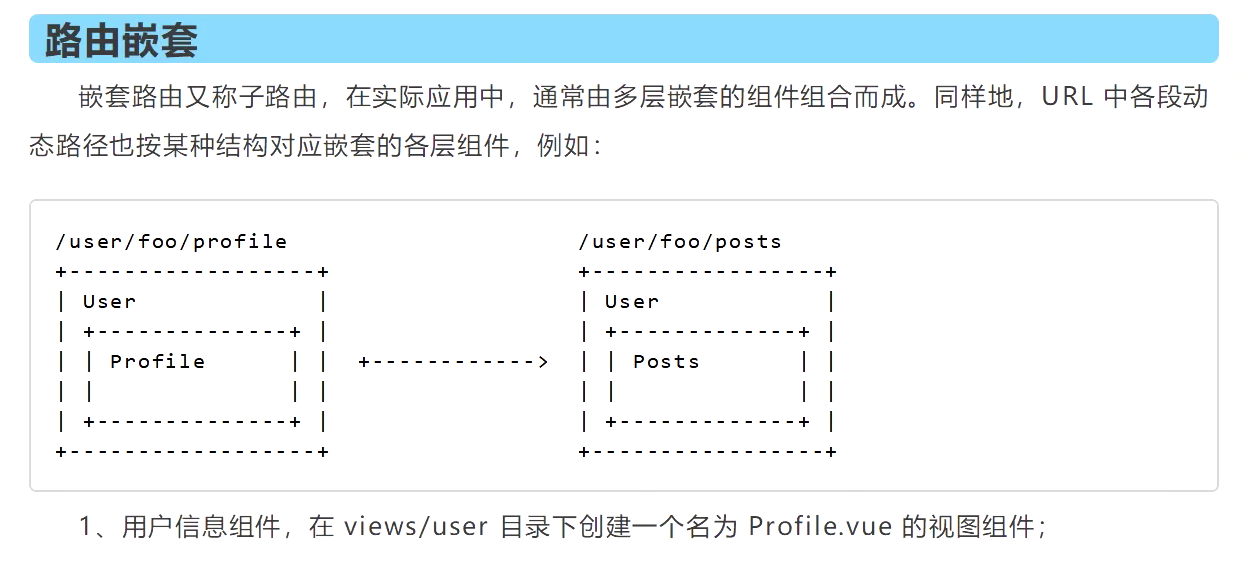 路由嵌套
嵌套路由又称子路由，在实际应用中，通常由多层嵌套的组件组合而成。同样地，URL 中各段动
态路径也按某种结构对应嵌套的各层组件，例如：
/user/foo/profile                     /user/foo/posts
+------------------+                  +-----------------+
| User             |                  | User            |
| +--------------+ |                  | +-------------+ |
| | Profile      | |  +------------>  | | Posts       | |
| |              | |                  | |             | |
| +--------------+ |                  | +-------------+ |
+------------------+                  +-----------------+
1、用户信息组件，在 views/user 目录下创建一个名为 Profile.vue 的视图组件；